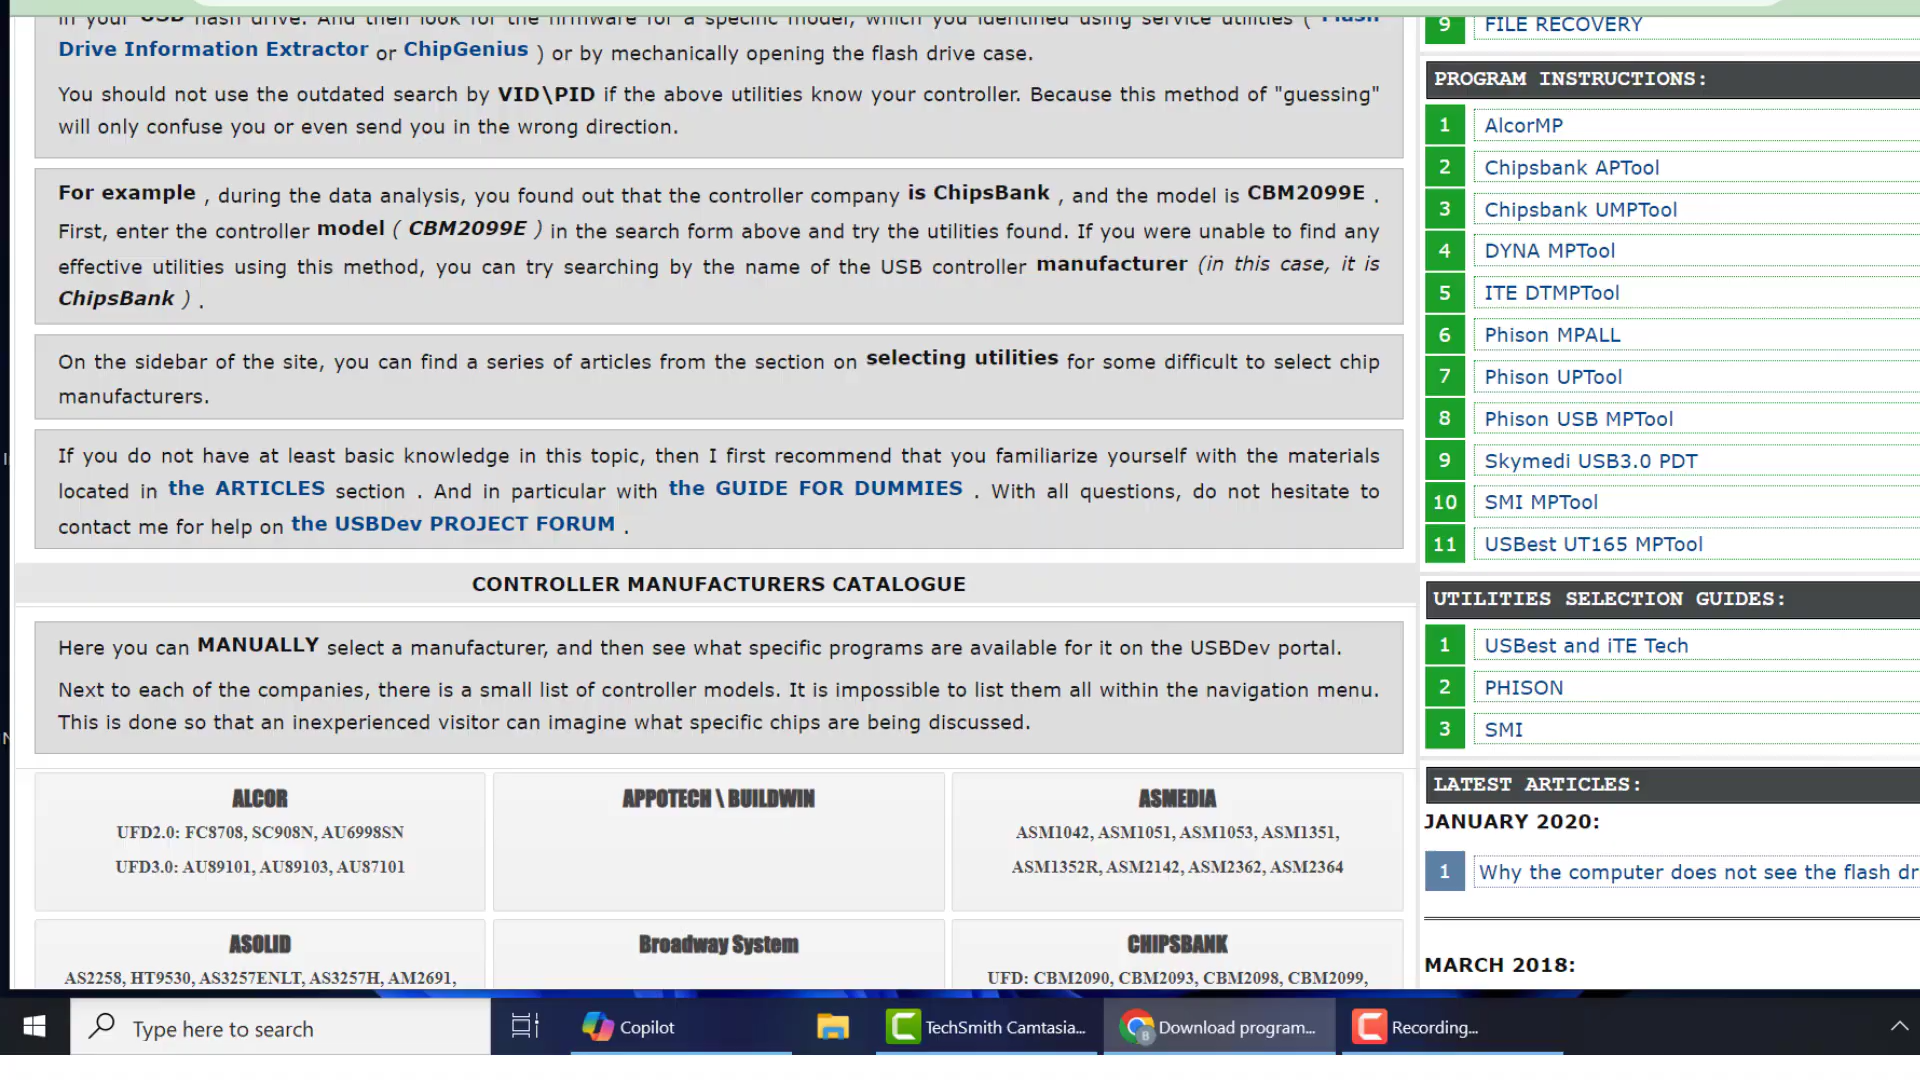 in your USB flash drive. And then look for the firmware for a specific model, which you identified using service utilities ( Flash
Drive Information Extractor or ChipGenius ) or by mechanically opening the flash drive case.
You should not use the outdated search by VID\PID if the above utilities know your controller. Because this method of "guessing"
will only confuse you or even send you in the wrong direction.
For example , during the data analysis, you found out that the controller company is ChipsBank , and the model is CBM2099E .
First, enter the controller model ( CBM2099E ) in the search form above and try the utilities found. If you were unable to find any
effective utilities using this method, you can try searching by the name of the USB controller manufacturer (in this case, it is
ChipsBank ) .
On the sidebar of the site, you can find a series of articles from the section on selecting utilities for some difficult to select chip
manufacturers.
If you do not have at least basic knowledge in this topic, then I first recommend that you familiarize yourself with the materials
located in the ARTICLES section . And in particular with the GUIDE FOR DUMMIES . With all questions, do not hesitate to
contact me for help on the USBDev PROJECT FORUM .
CONTROLLER MANUFACTURERS CATALOGUE
Here you can MANUALLY select a manufacturer, and then see what specific programs are available for it on the USBDev portal.
Next to each of the companies, there is a small list of controller models. It is impossible to list them all within the navigation menu.
This is done so that an inexperienced visitor can imagine what specific chips are being discussed.
ALCOR
UFD2.0: FC8708, SC908N, AU6998SN
UFD3.0: AU89101, AU89103, AU87101
APPOTECH \ BUILDWIN
ASMEDIA
ASM1042, ASM1051, ASM1053, ASM1351,
ASM1352R, ASM2142, ASM2362, ASM2364
ASOLID
AS2258, HT9530, AS3257ENLT, AS3257H, AM2691,
Broadway System
CHIPSBANK
UFD: CBM2090, CBM2093, CBM2098, CBM2099,
9 FILE RECOVERY
PROGRAM INSTRUCTIONS:
1 AlcorMP
2 Chipsbank APTool
3 Chipsbank UMPTool
4 DYNA MPTool
5 ITE DTMPTool
6 Phison MPALL
7 Phison UPTool
8 Phison USB MPTool
9 Skymedi USB3.0 PDT
10 SMI MPTool
11 USBest UT165 MPTool
UTILITIES SELECTION GUIDES:
1 USBest and iTE Tech
2 PHISON
3 SMI
LATEST ARTICLES:
JANUARY 2020:
1 Why the computer does not see the flash dr
MARCH 2018:
Type here to search
Copilot
TechSmith Camtasia...
Download program...
Recording...